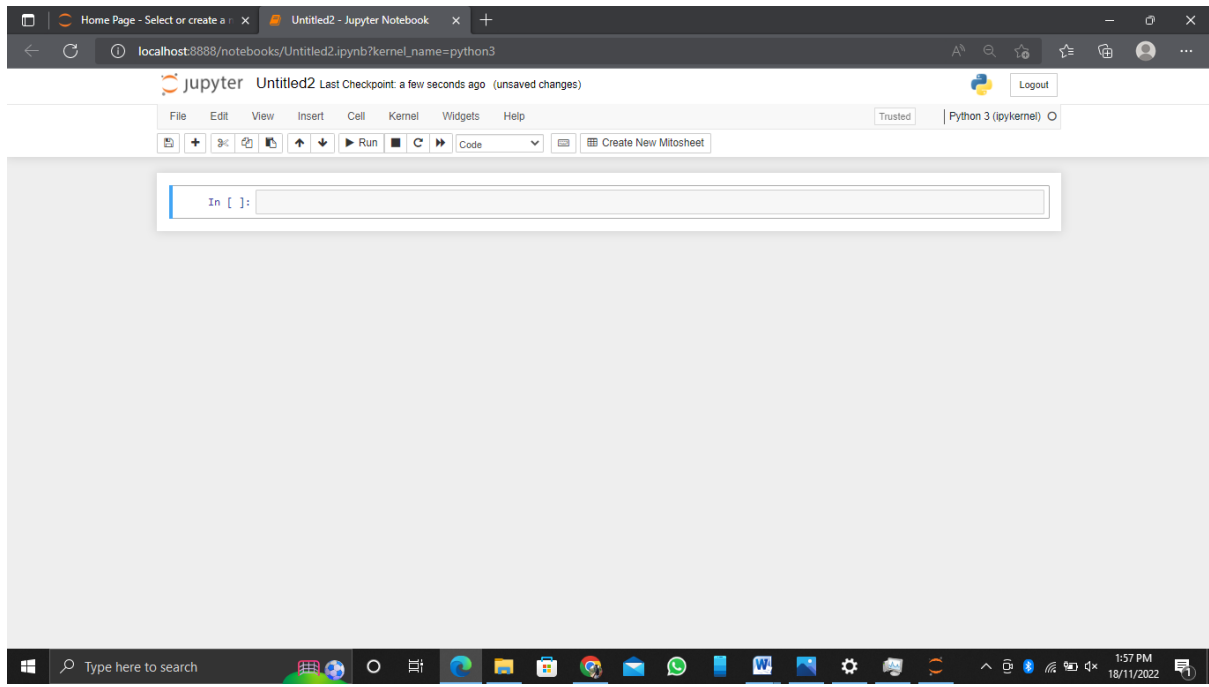 Home Page - Select or create a n
Untitled2 - Jupyter Notebook
localhost:8888/notebooks/Untitled2.ipynb?kernel_name=python3
jupyter Untitled2 Last Checkpoint: a few seconds ago (unsaved changes)
Logout
File Edit View Insert Cell Kernel Widgets Help
Trusted
Python 3 (ipykernel)
Run
Code
Create New Mitosheet
In [ ]:
Type here to search
1:57 PM
18/11/2022